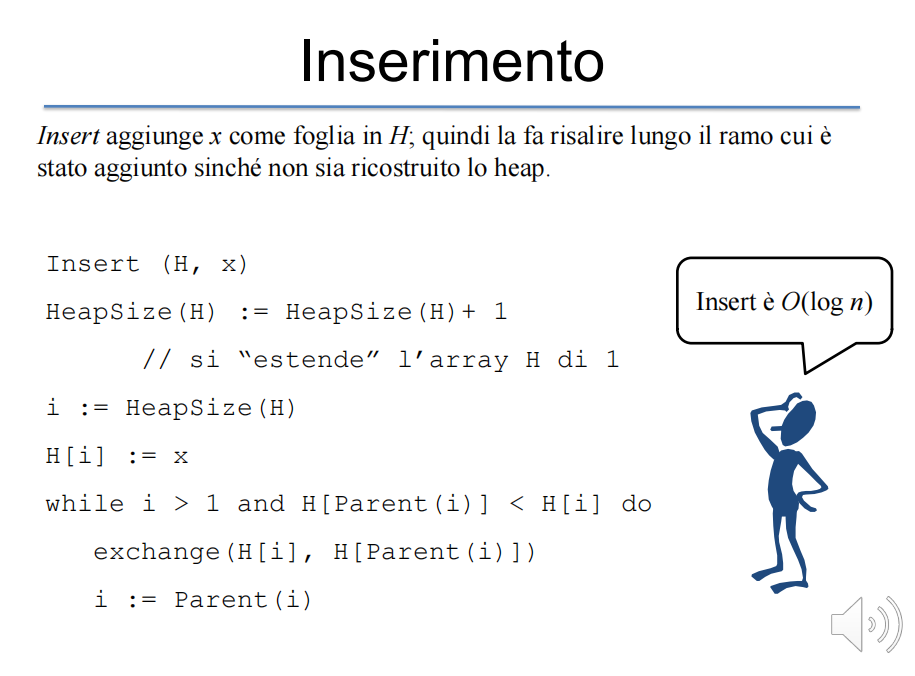 Inserimento
Insert aggiunge x come foglia in H; quindi la fa risalire lungo il ramo cui è
stato aggiunto sinché non sia ricostruito lo heap.
Insert (H, x)
HeapSize(H) := HeapSize(H)+ 1
// si “estende” l’array H di 1
i := HeapSize(H)
H[i] := x
while i > 1 and H[Parent(i)] < H[i] do
exchange(H[i], H[Parent(i)])
i := Parent(i)
Insert è O(log n)